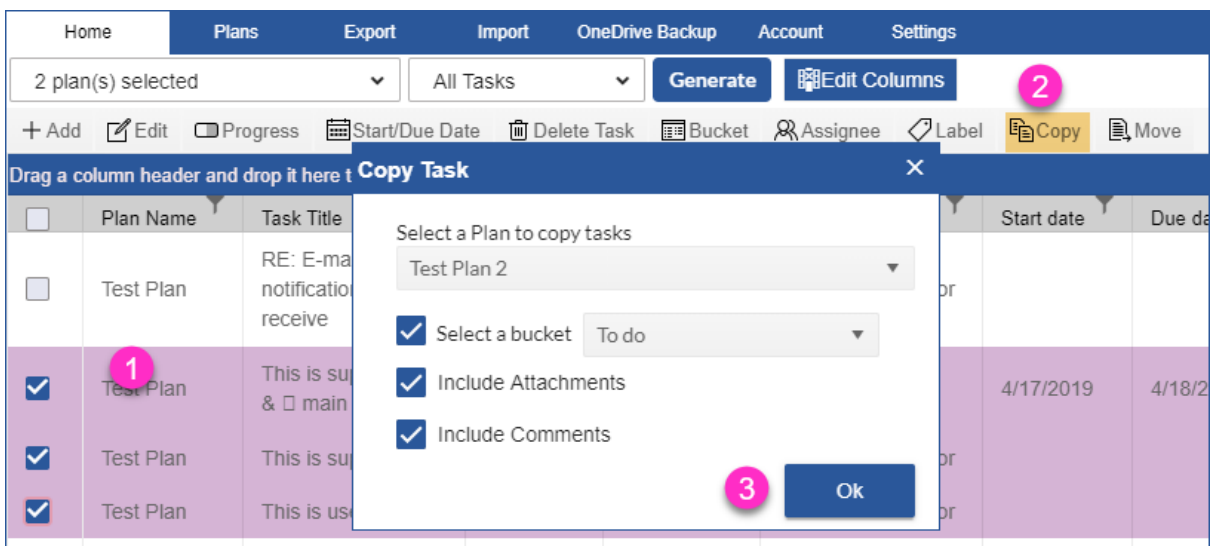 Home Plans Export Import OneDrive Backup Account Settings
2 plan(s) selected All Tasks Generate Edit Columns
2
+ Add Edit Progress Start/Due Date Delete Task Bucket Assignee Label Copy Move
Drag a column header and drop it here t
Copy Task
Plan Name Task Title Start date Due da
Select a Plan to copy tasks
Test Plan 2
Test Plan
RE: E-ma
notificatio
receive
or
Select a bucket To do
1
Test Plan
This is sup
& □ main
4/17/2019 4/18/2
Include Attachments
Include Comments
Test Plan This is sup or
3
Ok
Test Plan This is use or